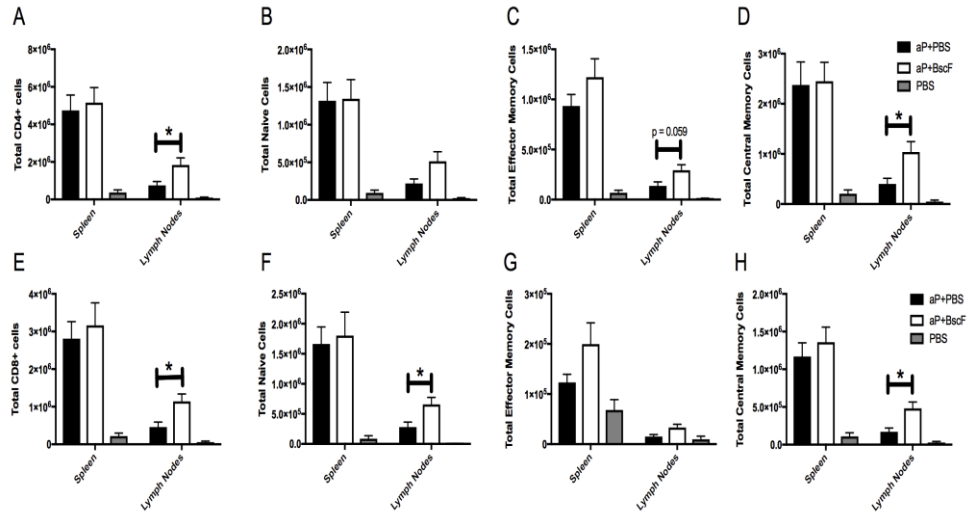 A
Total CD4+ cells
8×10⁶
6×10⁶
4×10⁶
2×10⁶
0
*
Spleen
Lymph Nodes
B
Total Naive Cells
2.0×10⁶
1.5×10⁶
1.0×10⁶
5.0×10⁵
0.0
Spleen
Lymph Nodes
C
Total Effector Memory Cells
1.5×10⁶
1.0×10⁶
5.0×10⁵
0.0
p = 0.059
Spleen
Lymph Nodes
D
Total Central Memory Cells
3×10⁶
2×10⁶
1×10⁶
0
*
aP+PBS
aP+BscF
PBS
Spleen
Lymph Nodes
E
Total CD8+ cells
4×10⁶
3×10⁶
2×10⁶
1×10⁶
0
*
Spleen
Lymph Nodes
F
Total Naive Cells
2.5×10⁶
2.0×10⁶
1.5×10⁶
1.0×10⁶
5.0×10⁵
0.0
*
Spleen
Lymph Nodes
G
Total Effector Memory Cells
3×10⁵
2×10⁵
1×10⁵
0
Spleen
Lymph Nodes
H
Total Central Memory Cells
2.0×10⁶
1.5×10⁶
1.0×10⁶
5.0×10⁵
0.0
*
aP+PBS
aP+BscF
PBS
Spleen
Lymph Nodes